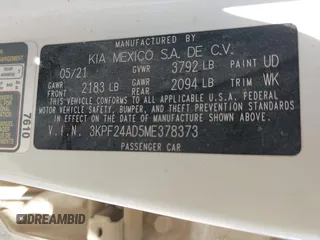 MANUFACTURED BY
KIA MEXICO S.A. DE C.V.
05/21 GVWR 3792 LB PAINT UD
GAWR FRONT 2183 LB GAWR REAR 2094 LB TRIM WK
THIS VEHICLE CONFORMS TO ALL APPLICABLE U.S.A. FEDERAL
MOTOR VEHICLE SAFETY, BUMPER, AND THEFT PREVENTION STANDARDS
IN EFFECT ON THE DATE OF MANUFACTURE SHOWN ABOVE.
V.I.N. 3KPF24AD5ME378373
PASSENGER CAR
7610
DIARDBID